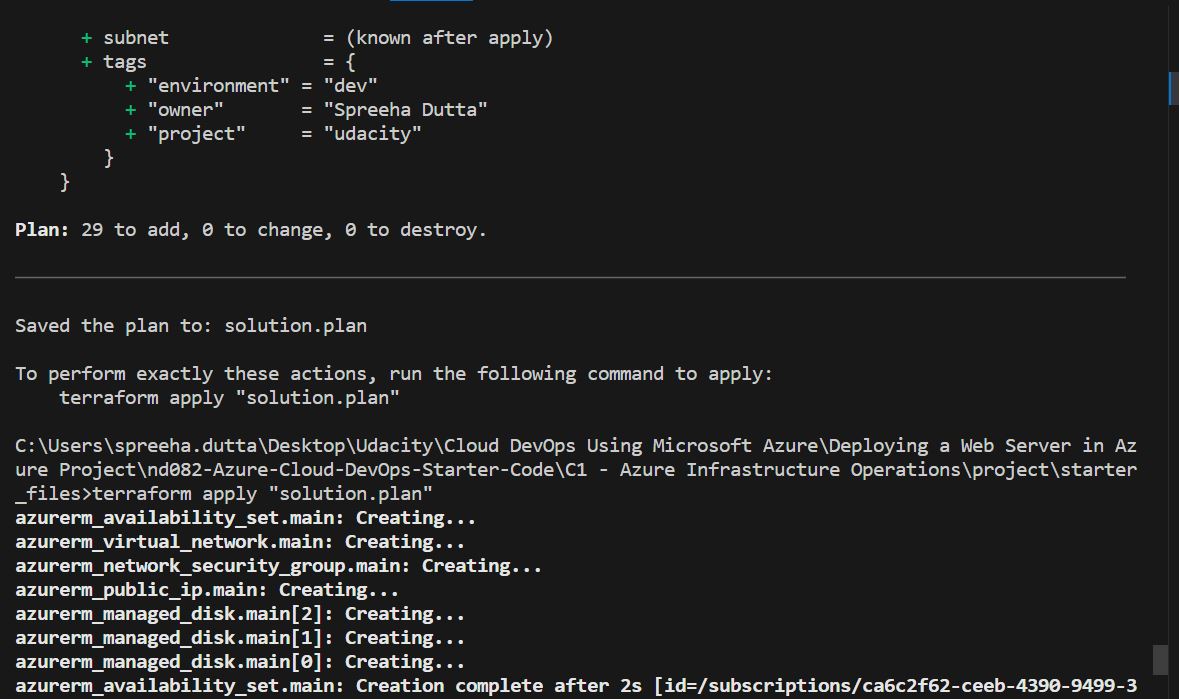 + subnet = (known after apply)
+ tags = {
+ "environment" = "dev"
+ "owner" = "Spreeha Dutta"
+ "project" = "udacity"
}
}
Plan: 29 to add, 0 to change, 0 to destroy.
Saved the plan to: solution.plan
To perform exactly these actions, run the following command to apply:
terraform apply "solution.plan"
C:\Users\spreeha.dutta\Desktop\Udacity\Cloud DevOps Using Microsoft Azure\Deploying a Web Server in Az
ure Project\nd082-Azure-Cloud-DevOps-Starter-Code\C1 - Azure Infrastructure Operations\project\starter
_files>terraform apply "solution.plan"
azurerm_availability_set.main: Creating...
azurerm_virtual_network.main: Creating...
azurerm_network_security_group.main: Creating...
azurerm_public_ip.main: Creating...
azurerm_managed_disk.main[2]: Creating...
azurerm_managed_disk.main[1]: Creating...
azurerm_managed_disk.main[0]: Creating...
azurerm_availability_set.main: Creation complete after 2s [id=/subscriptions/ca6c2f62-ceeb-4390-9499-3